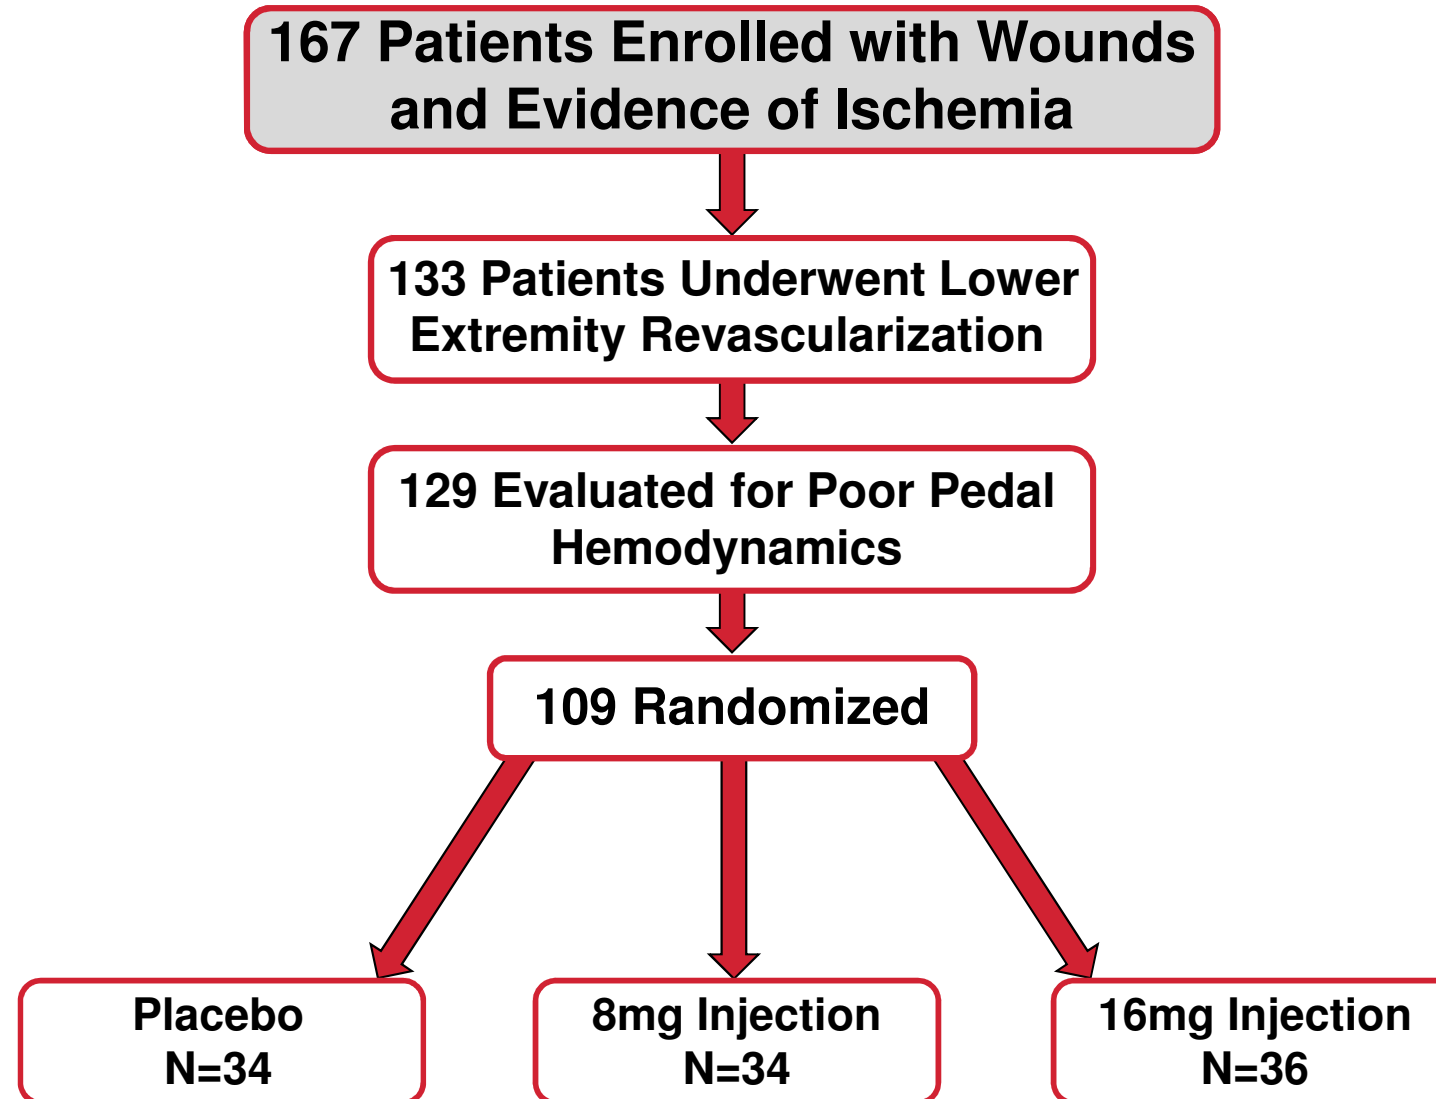 167 Patients Enrolled with Wounds
and Evidence of Ischemia
133 Patients Underwent Lower
Extremity Revascularization
129 Evaluated for Poor Pedal
Hemodynamics
109 Randomized
Placebo
N=34
8mg Injection
N=34
16mg Injection
N=36